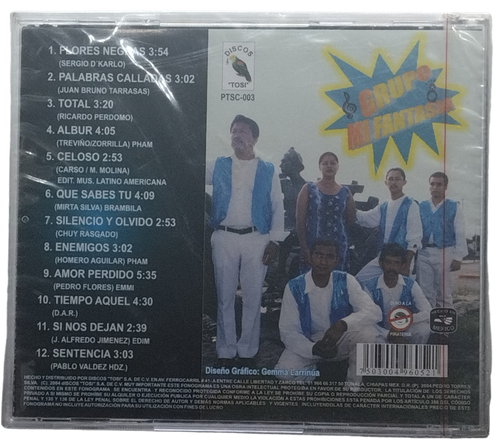 1. FLORES NEGRAS 3:54
(SERGIO D'KARLO)
2. PALABRAS CALLADAS 3:02
(JUAN BRUNO TARRASAS)
3. TOTAL 3:20
(RICARDO PERDOMO)
4. ALBUR 4:05
(TREVIÑO/ZORRILLA) PHAM
5. CELOSO 2:53
(CARSO / M. MOLINA)
EDIT. MUS. LATINO AMERICANA
6. QUE SABES TU 4:09
(MIRTA SILVA) BRAMBILA
7. SILENCIO Y OLVIDO 2:53
(CHUY RASGADO)
8. ENEMIGOS 3:02
(HOMERO AGUILAR) PHAM
9. AMOR PERDIDO 5:35
(PEDRO FLORES) EMMI
10. TIEMPO AQUEL 4:30
(D.A.R.)
11. SI NOS DEJAN 2:39
(J. ALFREDO JIMENEZ) EDIM
12. SENTENCIA 3:03
(PABLO VALDEZ HDZ.)
DISCOS
"TOSI"
PTSC-003
GRUPO
MI FANTASIA
PIRATERIA
HECHO EN
MEXICO
Diseño Gráfico: Gemma Larrinúa